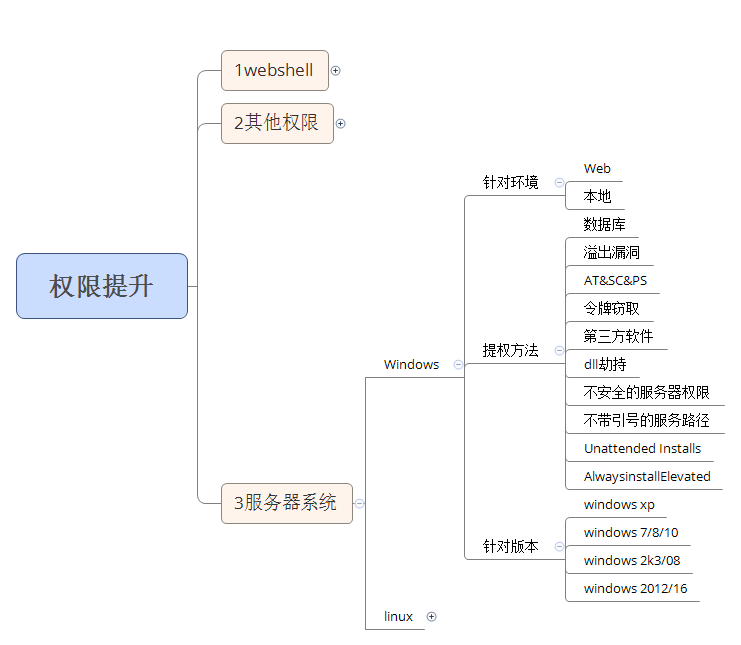 权限提升
1webshell
2其他权限
3服务器系统
Windows
针对环境
Web
本地
提权方法
数据库
溢出漏洞
AT&SC&PS
令牌窃取
第三方软件
dll劫持
不安全的服务器权限
不带引号的服务路径
Unattended Installs
AlwaysinstallElevated
针对版本
windows xp
windows 7/8/10
windows 2k3/08
windows 2012/16
linux